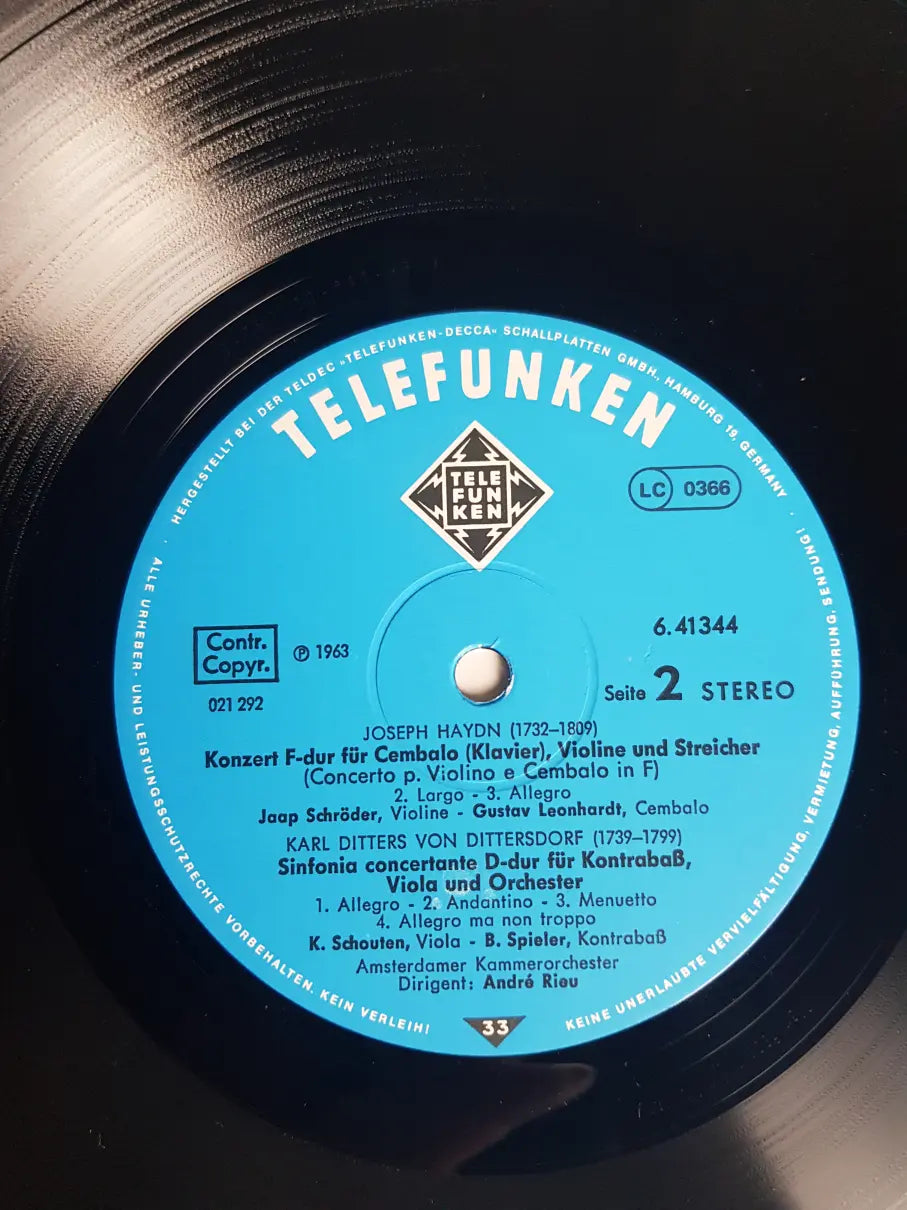 HERGESTELLT BEI DER TELDEC »TELEFUNKEN-DECCA« SCHALLPLATTEN GMBH., HAMBURG 19, GERMANY ·
TELEFUNKEN
TELE
FUN
KEN
LC 0366
Contr.
Copyr.
℗ 1963
6.41344
021 292
Seite 2 STEREO
JOSEPH HAYDN (1732–1809)
Konzert F-dur für Cembalo (Klavier), Violine und Streicher
(Concerto p. Violino e Cembalo in F)
2. Largo - 3. Allegro
Jaap Schröder, Violine - Gustav Leonhardt, Cembalo
KARL DITTERS VON DITTERSDORF (1739–1799)
Sinfonia concertante D-dur für Kontrabaß,
Viola und Orchester
1. Allegro - 2. Andantino - 3. Menuetto
4. Allegro ma non troppo
K. Schouten, Viola - B. Spieler, Kontrabaß
Amsterdamer Kammerorchester
Dirigent: André Rieu
33
· ALLE URHEBER- UND LEISTUNGSSCHUTZRECHTE VORBEHALTEN. KEIN VERLEIH!
KEINE UNERLAUBTE VERVIELFÄLTIGUNG, VERMIETUNG, AUFFÜHRUNG, SENDUNG! ·